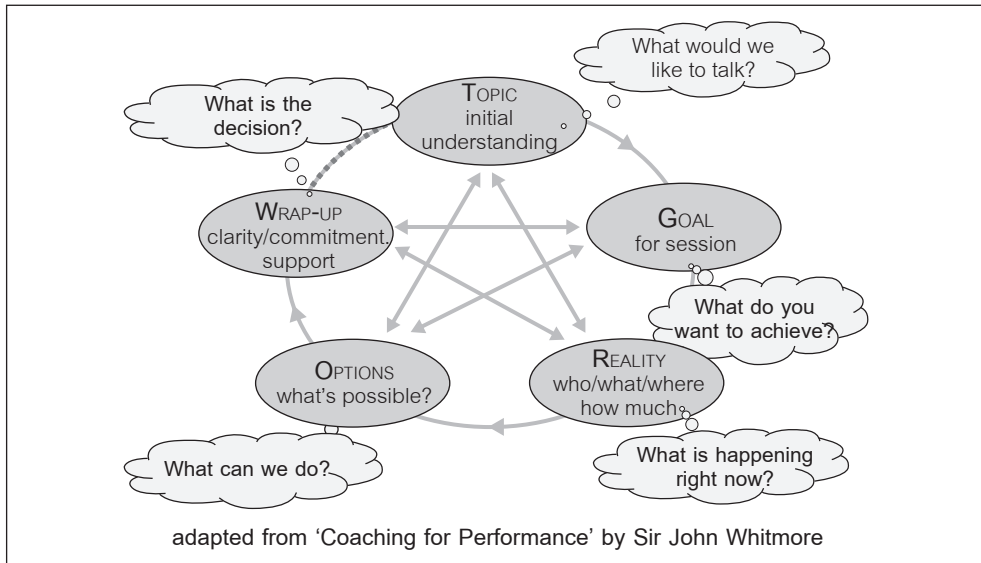 What would we
like to talk?
TOPIC
initial
understanding
What is the
decision?
GOAL
for session
What do you
want to achieve?
REALITY
who/what/where
how much
What is happening
right now?
OPTIONS
what's possible?
What can we do?
WRAP-UP
clarity/commitment.
support
adapted from ‘Coaching for Performance’ by Sir John Whitmore